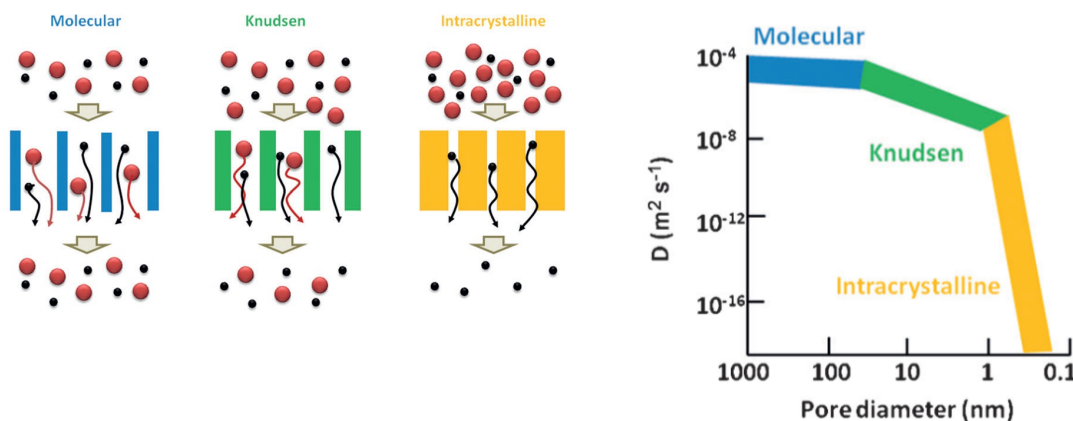 Molecular
Knudsen
Intracrystalline
Molecular
Knudsen
Intracrystalline
D (m² s⁻¹)
10⁻⁴
10⁻⁸
10⁻¹²
10⁻¹⁶
1000 100 10 1 0.1
Pore diameter (nm)